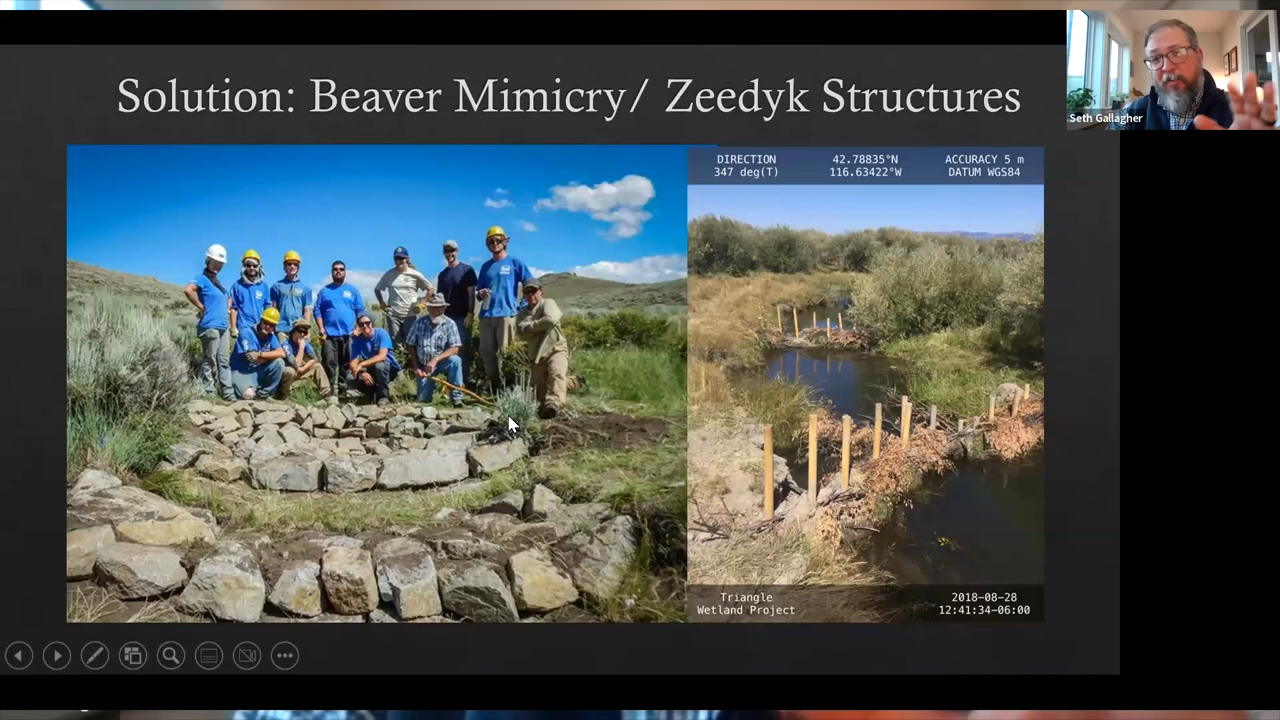 Solution: Beaver Mimicry/ Zeedyk Structures
Seth Gallagher
DIRECTION
347 deg(T)
42.78835°N
116.63422°W
ACCURACY 5 m
DATUM WGS84
Triangle
Wetland Project
2018-08-28
12:41:34-06:00